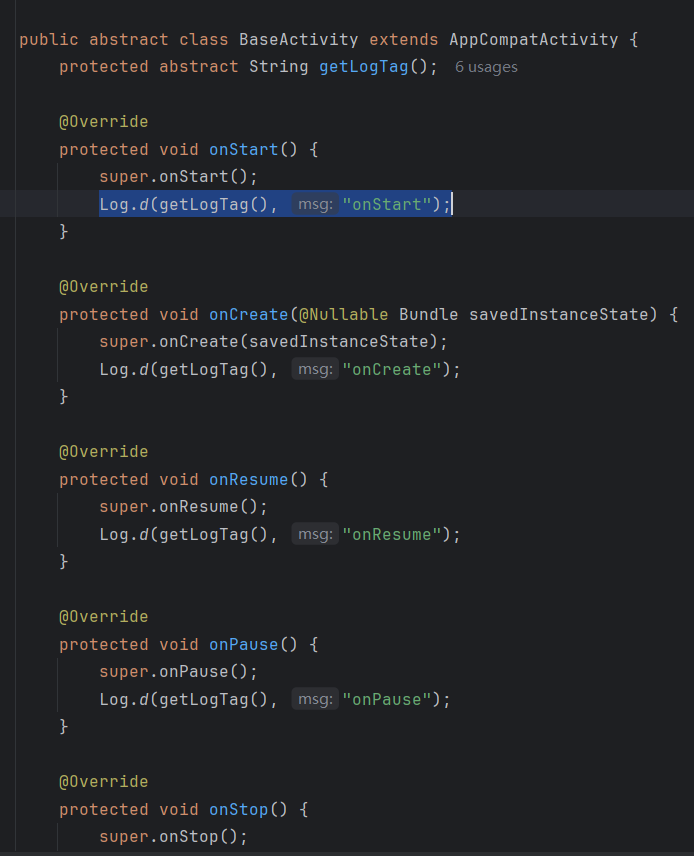 public abstract class BaseActivity extends AppCompatActivity {
protected abstract String getLogTag(); 6 usages
@Override
protected void onStart() {
super.onStart();
Log.d(getLogTag(), msg: "onStart");
}
@Override
protected void onCreate(@Nullable Bundle savedInstanceState) {
super.onCreate(savedInstanceState);
Log.d(getLogTag(), msg: "onCreate");
}
@Override
protected void onResume() {
super.onResume();
Log.d(getLogTag(), msg: "onResume");
}
@Override
protected void onPause() {
super.onPause();
Log.d(getLogTag(), msg: "onPause");
}
@Override
protected void onStop() {
super.onStop();